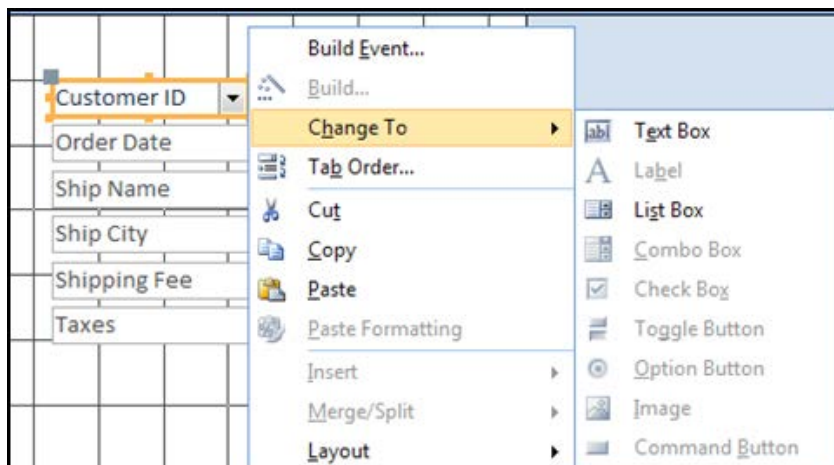 Customer ID
Order Date
Ship Name
Ship City
Shipping Fee
Taxes
Build Event...
Build...
Change To
Tab Order...
Cut
Copy
Paste
Paste Formatting
Insert
Merge/Split
Layout
Text Box
Label
List Box
Combo Box
Check Box
Toggle Button
Option Button
Image
Command Button